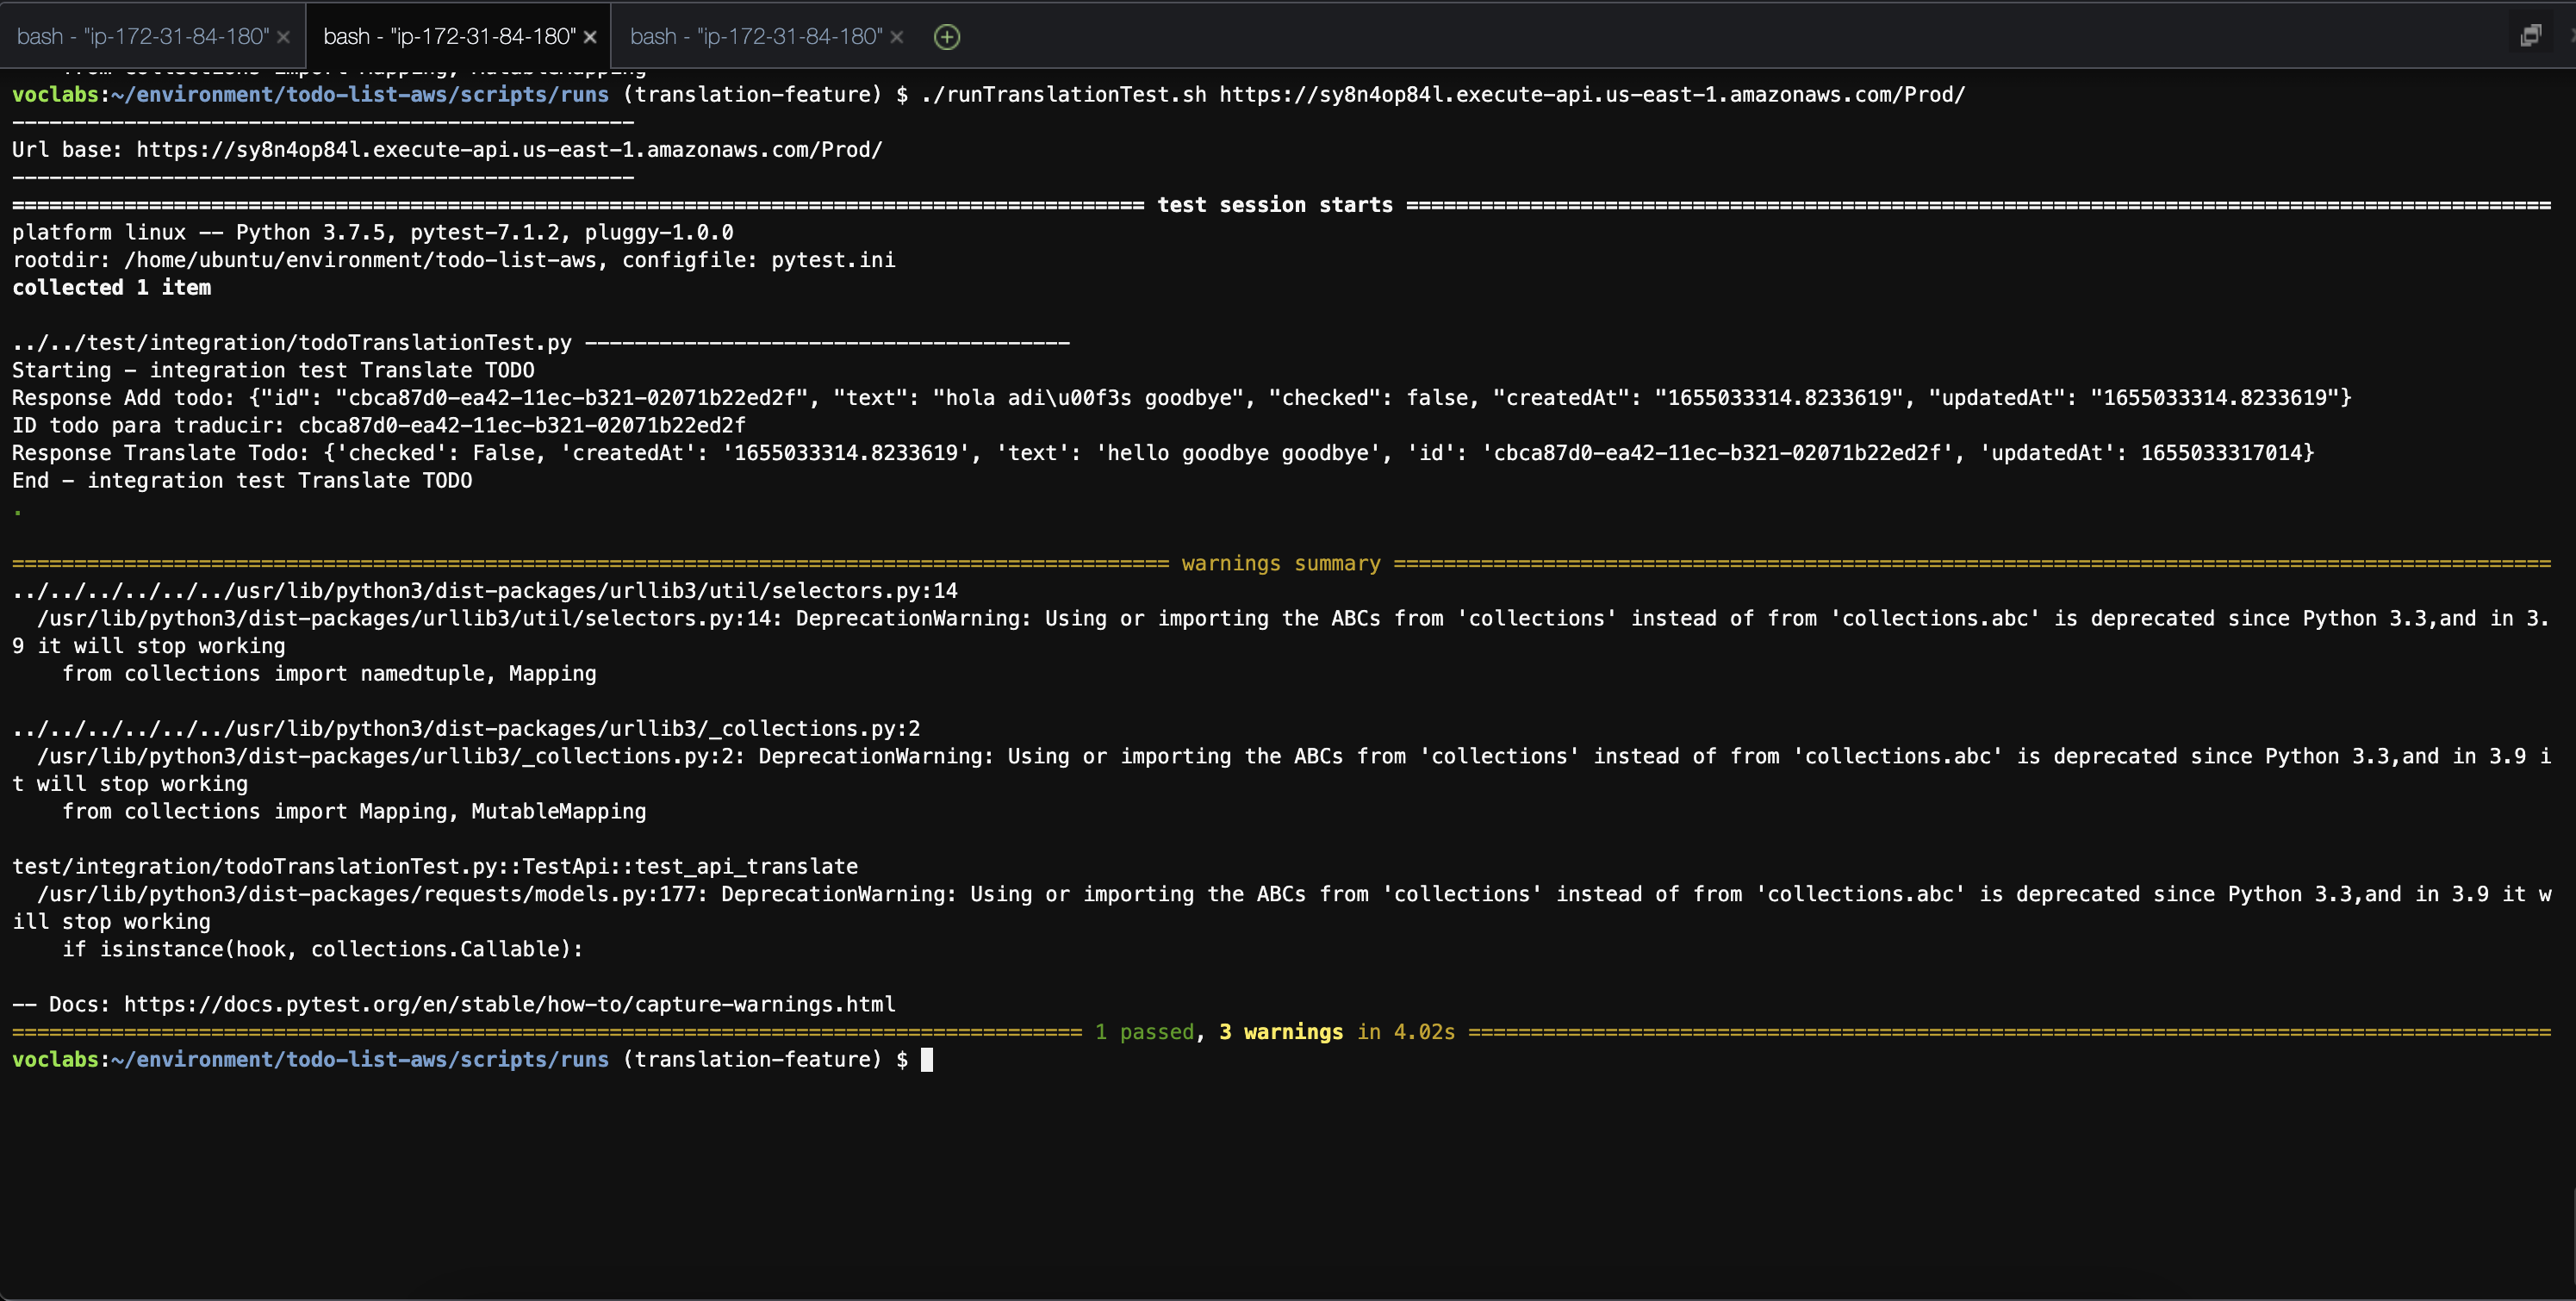 bash - "ip-172-31-84-180" × bash - "ip-172-31-84-180" × bash - "ip-172-31-84-180" ×
from collections import Mapping, MutableMapping
voclabs:~/environment/todo-list-aws/scripts/runs (translation-feature) $ ./runTranslationTest.sh https://sy8n4op84l.execute-api.us-east-1.amazonaws.com/Prod/
--------------------------------------------------
Url base: https://sy8n4op84l.execute-api.us-east-1.amazonaws.com/Prod/
--------------------------------------------------
=========================================================================================== test session starts ============================================================================================
platform linux -- Python 3.7.5, pytest-7.1.2, pluggy-1.0.0
rootdir: /home/ubuntu/environment/todo-list-aws, configfile: pytest.ini
collected 1 item
../../test/integration/todoTranslationTest.py ---------------------------------------
Starting - integration test Translate TODO
Response Add todo: {"id": "cbca87d0-ea42-11ec-b321-02071b22ed2f", "text": "hola adi\u00f3s goodbye", "checked": false, "createdAt": "1655033314.8233619", "updatedAt": "1655033314.8233619"}
ID todo para traducir: cbca87d0-ea42-11ec-b321-02071b22ed2f
Response Translate Todo: {'checked': False, 'createdAt': '1655033314.8233619', 'text': 'hello goodbye goodbye', 'id': 'cbca87d0-ea42-11ec-b321-02071b22ed2f', 'updatedAt': 1655033317014}
End - integration test Translate TODO
.
============================================================================================= warnings summary =============================================================================================
../../../../../../usr/lib/python3/dist-packages/urllib3/util/selectors.py:14
/usr/lib/python3/dist-packages/urllib3/util/selectors.py:14: DeprecationWarning: Using or importing the ABCs from 'collections' instead of from 'collections.abc' is deprecated since Python 3.3,and in 3.
9 it will stop working
from collections import namedtuple, Mapping
../../../../../../usr/lib/python3/dist-packages/urllib3/_collections.py:2
/usr/lib/python3/dist-packages/urllib3/_collections.py:2: DeprecationWarning: Using or importing the ABCs from 'collections' instead of from 'collections.abc' is deprecated since Python 3.3,and in 3.9 i
t will stop working
from collections import Mapping, MutableMapping
test/integration/todoTranslationTest.py::TestApi::test_api_translate
/usr/lib/python3/dist-packages/requests/models.py:177: DeprecationWarning: Using or importing the ABCs from 'collections' instead of from 'collections.abc' is deprecated since Python 3.3,and in 3.9 it w
ill stop working
if isinstance(hook, collections.Callable):
-- Docs: https://docs.pytest.org/en/stable/how-to/capture-warnings.html
====================================================================================== 1 passed, 3 warnings in 4.02s =======================================================================================
voclabs:~/environment/todo-list-aws/scripts/runs (translation-feature) $